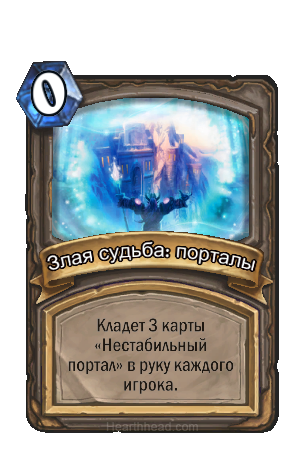 0
Злая судьба: порталы
Кладет 3 карты
«Нестабильный
портал» в руку каждого
игрока.
Hearthhead.com